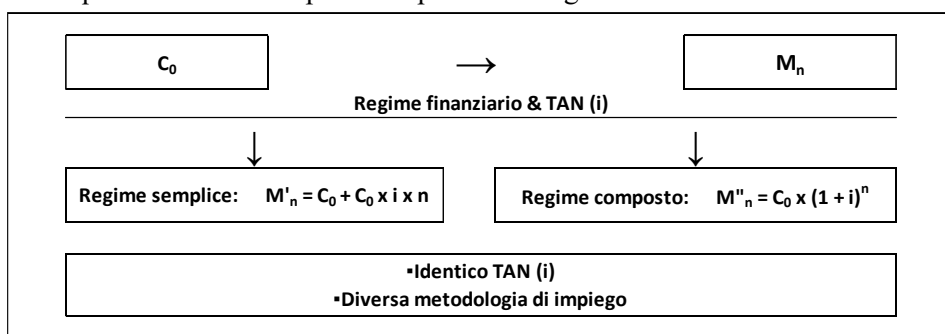 C₀ → Mₙ
Regime finanziario & TAN (i)
↓ ↓
Regime semplice: M'ₙ = C₀ + C₀ x i x n Regime composto: M"ₙ = C₀ x (1 + i)ⁿ
▪Identico TAN (i)
▪Diversa metodologia di impiego